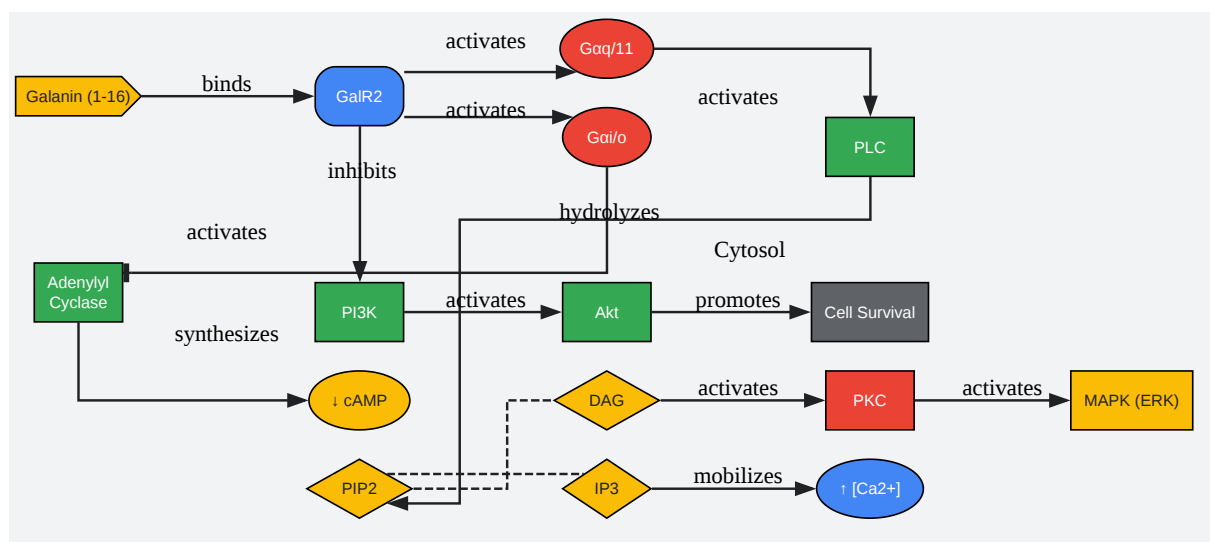 activates
Gαq/11
Galanin (1-16)
binds
GalR2
activates
activates
Gαi/o
PLC
inhibits
hydrolyzes
activates
Cytosol
Adenylyl
Cyclase
PI3K
activates
Akt
promotes
Cell Survival
synthesizes
↓ cAMP
DAG
activates
PKC
activates
MAPK (ERK)
PIP2
IP3
mobilizes
↑ [Ca2+]